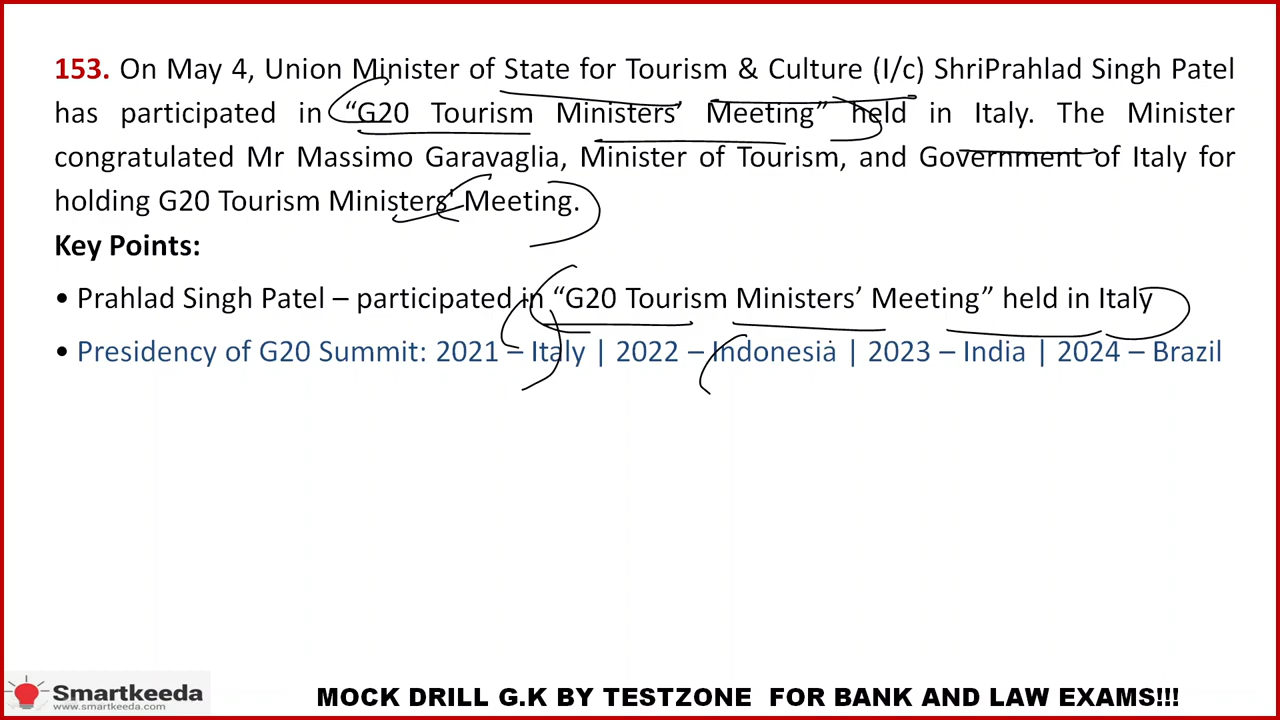 153. On May 4, Union Minister of State for Tourism & Culture (I/c) ShriPrahlad Singh Patel
has participated in “G20 Tourism Ministers’ Meeting” held in Italy. The Minister
congratulated Mr Massimo Garavaglia, Minister of Tourism, and Government of Italy for
holding G20 Tourism Ministers’ Meeting.
Key Points:
• Prahlad Singh Patel – participated in “G20 Tourism Ministers’ Meeting” held in Italy
• Presidency of G20 Summit: 2021 – Italy | 2022 – Indonesia | 2023 – India | 2024 – Brazil
Smartkeeda
www.smartkeeda.com
MOCK DRILL G.K BY TESTZONE FOR BANK AND LAW EXAMS!!!